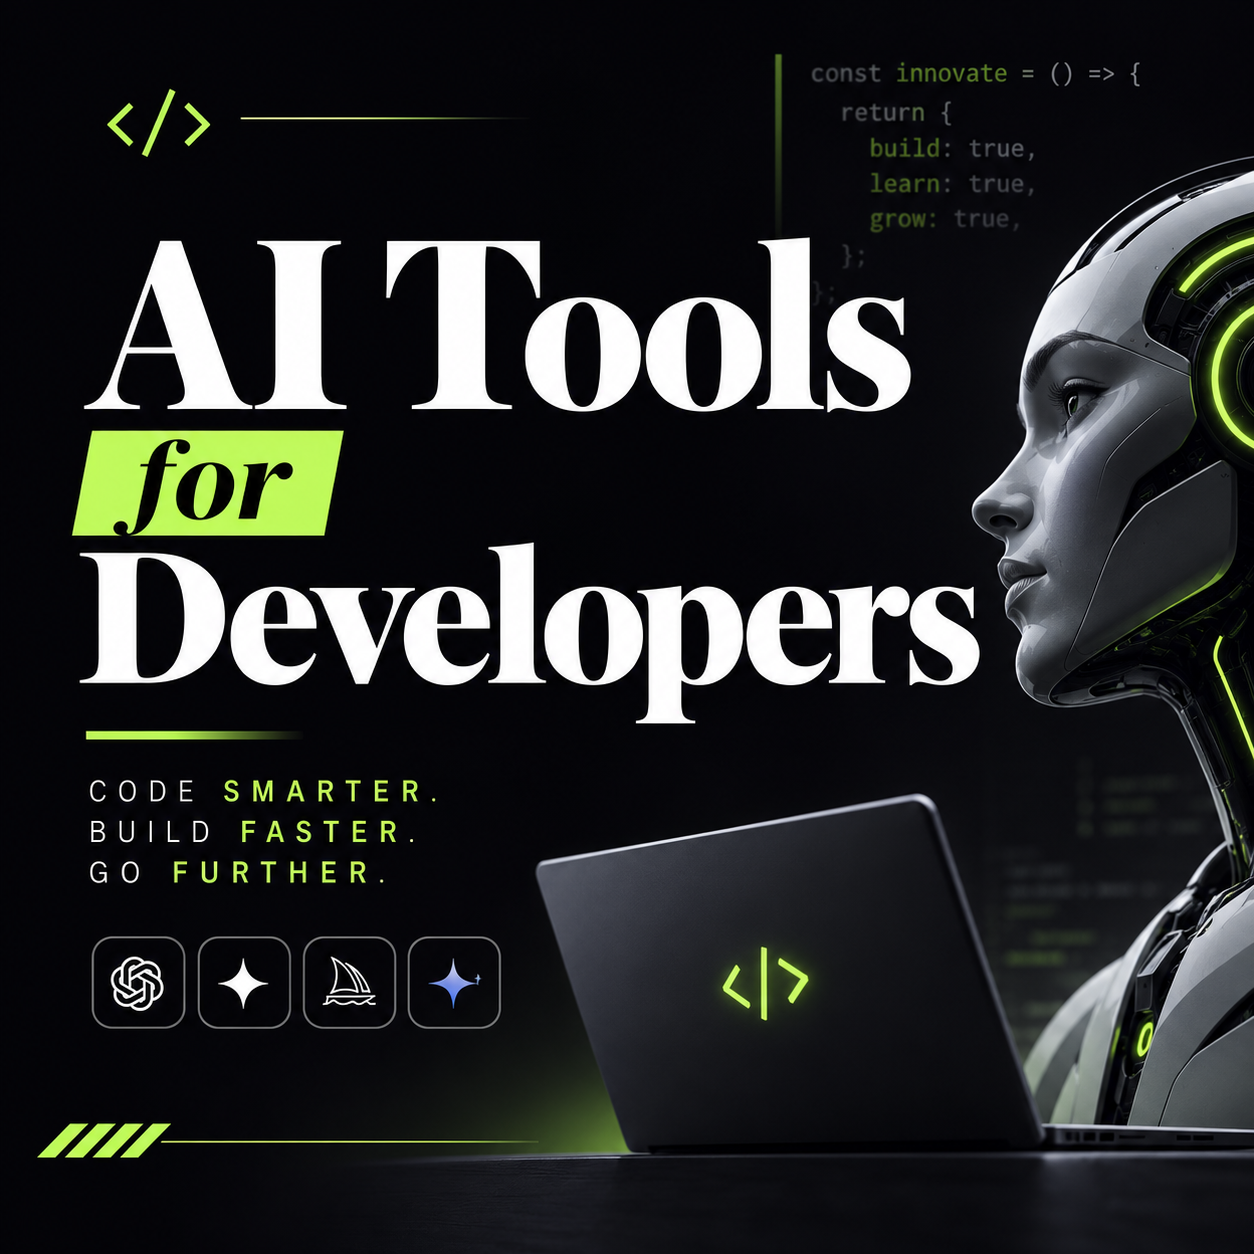 </>
const innovate = () => {
return {
build: true,
learn: true,
grow: true,
};
};
AI Tools
for
Developers
CODE SMARTER.
BUILD FASTER.
GO FURTHER.
<|>